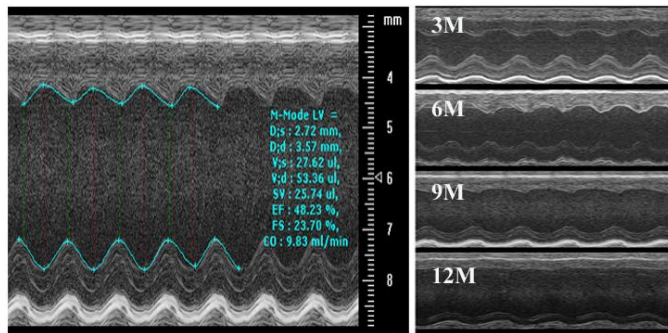 mm
4
5
6
7
8
M-Mode LV =
D;s : 2.72 mm,
D;d : 3.57 mm,
V;s : 27.62 ul,
V;d : 53.36 ul,
SV : 25.74 ul,
EF : 48.23 %,
FS : 23.70 %,
CO : 9.83 ml/min
3M
6M
9M
12M